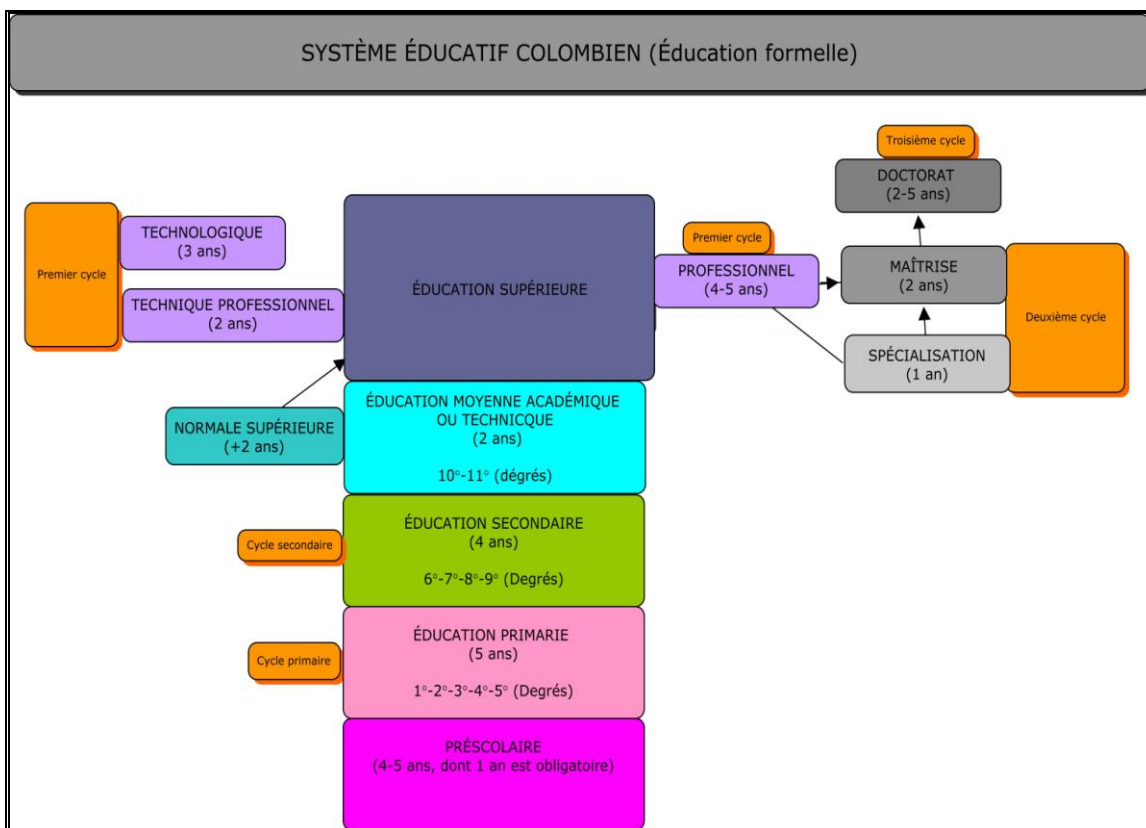 SYSTÈME ÉDUCATIF COLOMBIEN (Éducation formelle)
Troisième cycle
DOCTORAT
(2-5 ans)
Premier cycle
TECHNOLOGIQUE
(3 ans)
TECHNIQUE PROFESSIONNEL
(2 ans)
ÉDUCATION SUPÉRIEURE
Premier cycle
PROFESSIONNEL
(4-5 ans)
MAÎTRISE
(2 ans)
Deuxième cycle
SPÉCIALISATION
(1 an)
NORMALE SUPÉRIEURE
(+2 ans)
ÉDUCATION MOYENNE ACADÉMIQUE
OU TECHNICQUE
(2 ans)
10°-11° (dégrés)
Cycle secondaire
ÉDUCATION SECONDAIRE
(4 ans)
6°-7°-8°-9° (Degrés)
Cycle primaire
ÉDUCATION PRIMARIE
(5 ans)
1°-2°-3°-4°-5° (Degrés)
PRÉSCOLAIRE
(4-5 ans, dont 1 an est obligatoire)